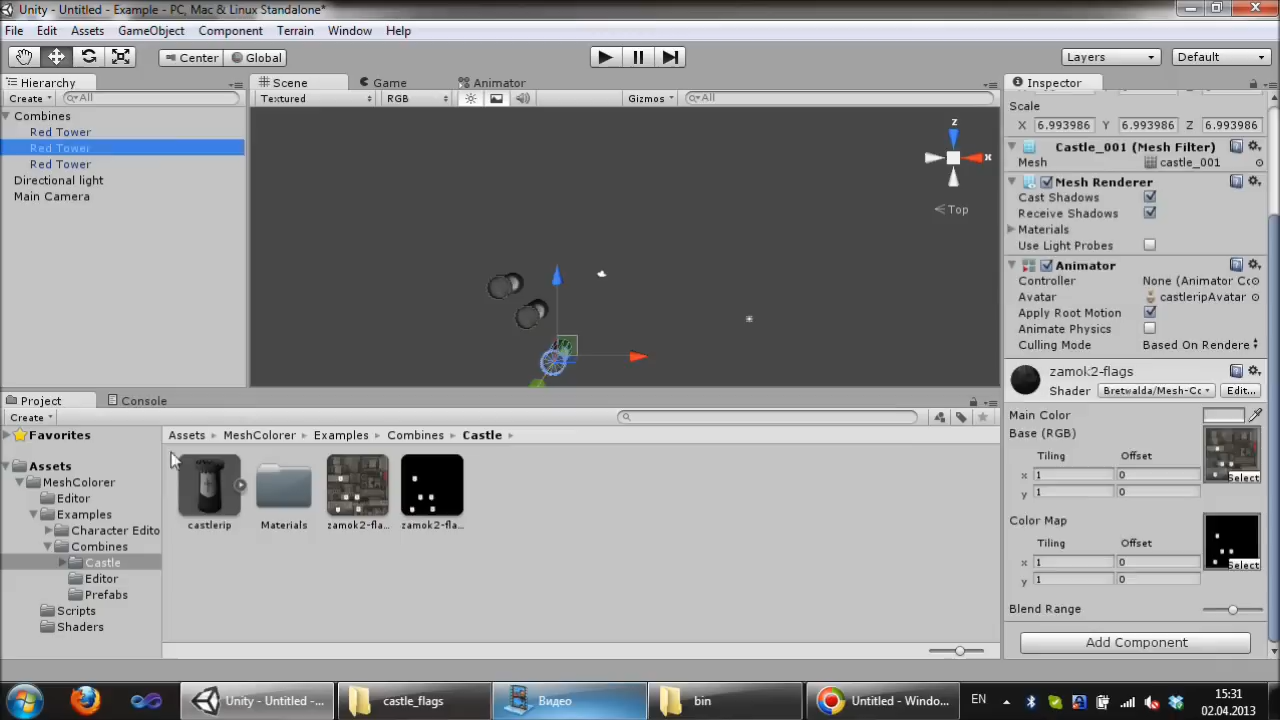 Unity - Untitled - Example - PC, Mac & Linux Standalone*
File Edit Assets GameObject Component Terrain Window Help
Center Global Layers Default
Hierarchy
Create All
Combines
Red Tower
Red Tower
Red Tower
Directional light
Main Camera
Scene Game Animator
Textured RGB Gizmos All
z
x
Top
Inspector
Scale
X 6.993986 Y 6.993986 Z 6.993986
Castle_001 (Mesh Filter)
Mesh castle_001
Mesh Renderer
Cast Shadows
Receive Shadows
Materials
Use Light Probes
Animator
Controller None (Animator Co
Avatar castleripAvatar
Apply Root Motion
Animate Physics
Culling Mode Based On Rendere
zamok2-flags
Shader Bretwalda/Mesh-Cc Edit...
Main Color
Base (RGB)
Tiling Offset
x 1 0
y 1 0
Select
Color Map
Tiling Offset
x 1 0
y 1 0
Select
Blend Range
Add Component
Project Console
Create
Favorites
Assets
MeshColorer
Editor
Examples
Character Edito
Combines
Castle
Editor
Prefabs
Scripts
Shaders
Assets MeshColorer Examples Combines Castle
castlerip Materials zamok2-fla... zamok2-fla...
Unity - Untitled -... castle_flags Видео bin Untitled - Windo... EN 15:31
02.04.2013